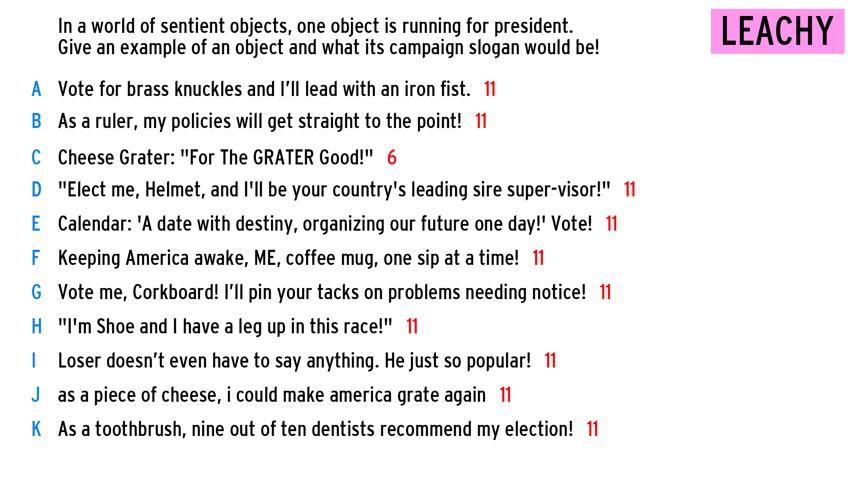 In a world of sentient objects, one object is running for president.
Give an example of an object and what its campaign slogan would be!
LEACHY
A Vote for brass knuckles and I'll lead with an iron fist. 11
B As a ruler, my policies will get straight to the point! 11
C Cheese Grater: "For The GRATER Good!" 6
D "Elect me, Helmet, and I'll be your country's leading sire super-visor!" 11
E Calendar: 'A date with destiny, organizing our future one day!' Vote! 11
F Keeping America awake, ME, coffee mug, one sip at a time! 11
G Vote me, Corkboard! I'll pin your tacks on problems needing notice! 11
H "I'm Shoe and I have a leg up in this race!" 11
I Loser doesn't even have to say anything. He just so popular! 11
J as a piece of cheese, i could make america grate again 11
K As a toothbrush, nine out of ten dentists recommend my election! 11